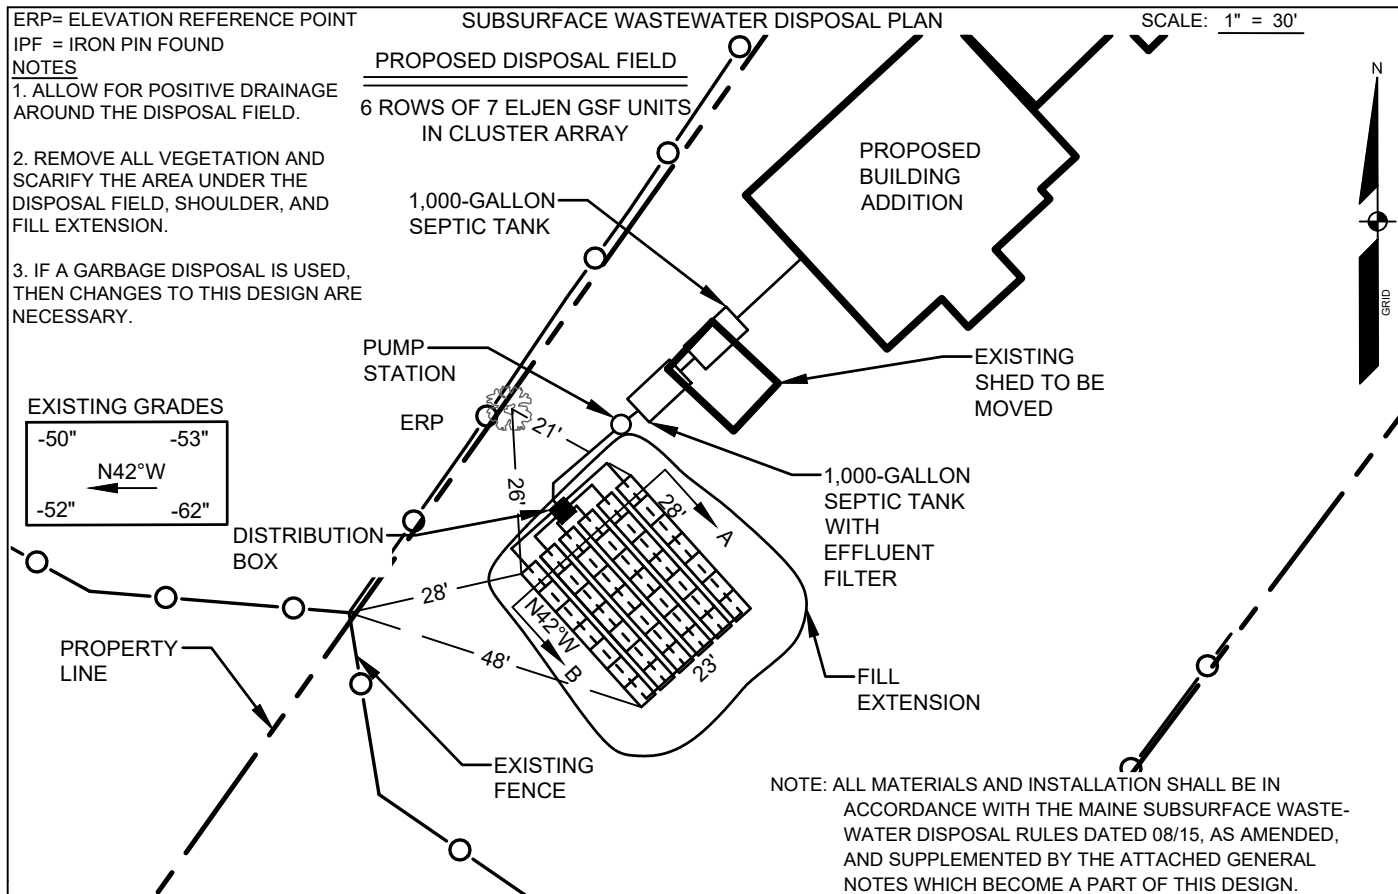 ERP= ELEVATION REFERENCE POINT
IPF = IRON PIN FOUND
NOTES
1. ALLOW FOR POSITIVE DRAINAGE
AROUND THE DISPOSAL FIELD.
2. REMOVE ALL VEGETATION AND
SCARIFY THE AREA UNDER THE
DISPOSAL FIELD, SHOULDER, AND
FILL EXTENSION.
3. IF A GARBAGE DISPOSAL IS USED,
THEN CHANGES TO THIS DESIGN ARE
NECESSARY.
SUBSURFACE WASTEWATER DISPOSAL PLAN
SCALE: 1" = 30'
PROPOSED DISPOSAL FIELD
6 ROWS OF 7 ELJEN GSF UNITS
IN CLUSTER ARRAY
N
GRID
PROPOSED
BUILDING
ADDITION
1,000-GALLON
SEPTIC TANK
PUMP
STATION
EXISTING
SHED TO BE
MOVED
ERP
21'
26'
EXISTING GRADES
-50" -53"
N42°W
-52" -62"
1,000-GALLON
SEPTIC TANK
WITH
EFFLUENT
FILTER
DISTRIBUTION
BOX
28'
A
28'
N42°W
B
48'
23'
PROPERTY
LINE
FILL
EXTENSION
EXISTING
FENCE
NOTE: ALL MATERIALS AND INSTALLATION SHALL BE IN
ACCORDANCE WITH THE MAINE SUBSURFACE WASTE-
WATER DISPOSAL RULES DATED 08/15, AS AMENDED,
AND SUPPLEMENTED BY THE ATTACHED GENERAL
NOTES WHICH BECOME A PART OF THIS DESIGN.